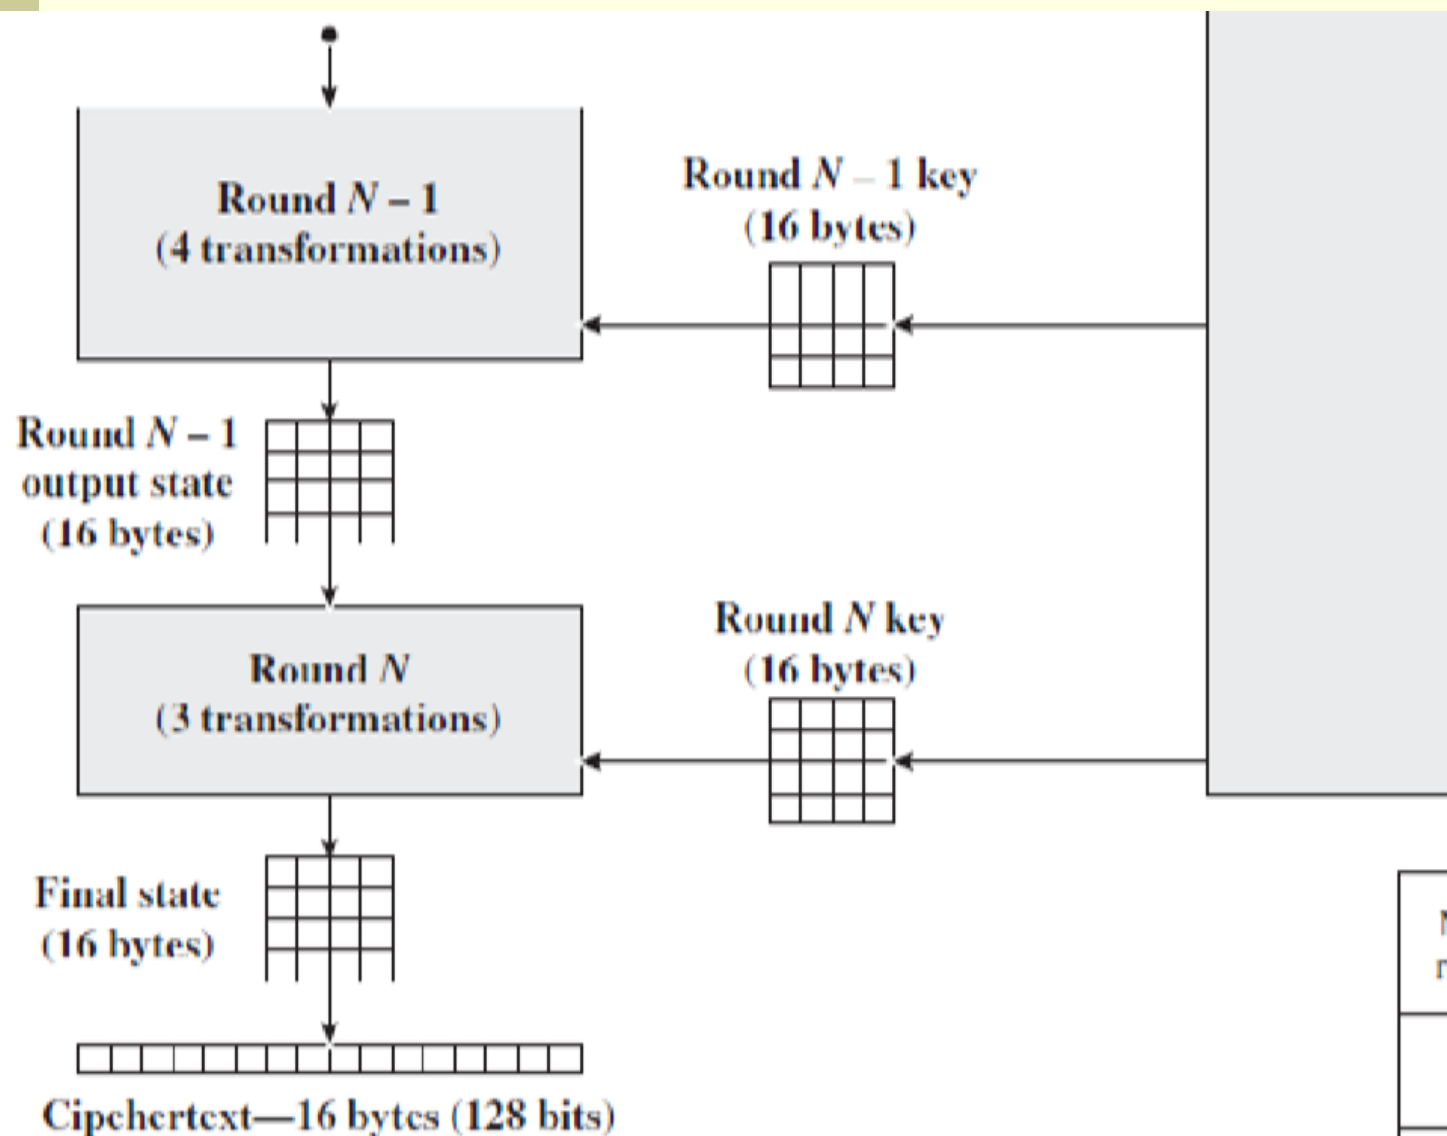 Round N – 1
(4 transformations)
Round N – 1 key
(16 bytes)
Round N – 1
output state
(16 bytes)
Round N
(3 transformations)
Round N key
(16 bytes)
Final state
(16 bytes)
Cipehertext—16 bytes (128 bits)